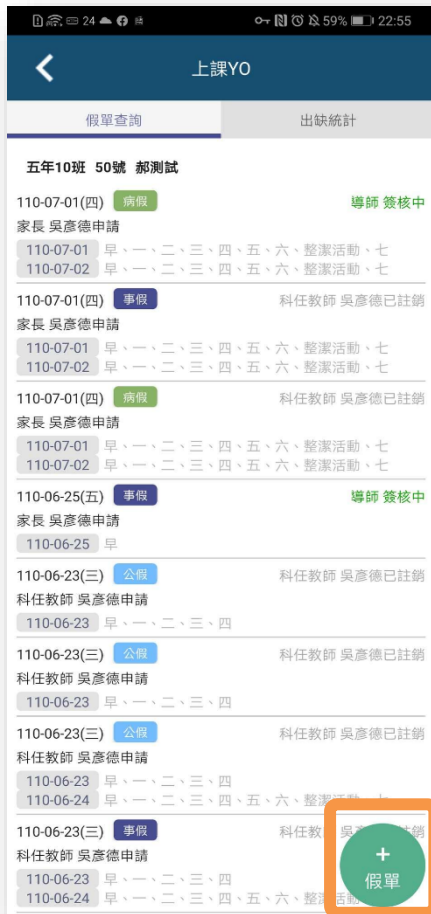 24 59% 22:55
上課YO
假單查詢 出缺統計
五年10班 50號 郝測試
110-07-01(四) 病假 導師 簽核中
家長 吳彥德申請
110-07-01 早、一、二、三、四、五、六、整潔活動、七
110-07-02 早、一、二、三、四、五、六、整潔活動、七
110-07-01(四) 事假 科任教師 吳彥德已註銷
家長 吳彥德申請
110-07-01 早、一、二、三、四、五、六、整潔活動、七
110-07-02 早、一、二、三、四、五、六、整潔活動、七
110-07-01(四) 病假 科任教師 吳彥德已註銷
家長 吳彥德申請
110-07-01 早、一、二、三、四、五、六、整潔活動、七
110-07-02 早、一、二、三、四、五、六、整潔活動、七
110-06-25(五) 事假 導師 簽核中
家長 吳彥德申請
110-06-25 早
110-06-23(三) 公假 科任教師 吳彥德已註銷
科任教師 吳彥德申請
110-06-23 早、一、二、三、四
110-06-23(三) 公假 科任教師 吳彥德已註銷
科任教師 吳彥德申請
110-06-23 早、一、二、三、四
110-06-23(三) 公假 科任教師 吳彥德已註銷
科任教師 吳彥德申請
110-06-23 早、一、二、三、四
110-06-24 早、一、二、三、四、五、六、整潔活動、七
110-06-23(三) 事假 科任教
科任教師 吳彥德申請
110-06-23 早、一、二、三、四
110-06-24 早、一、二、三、四、五、六、整
+
假單